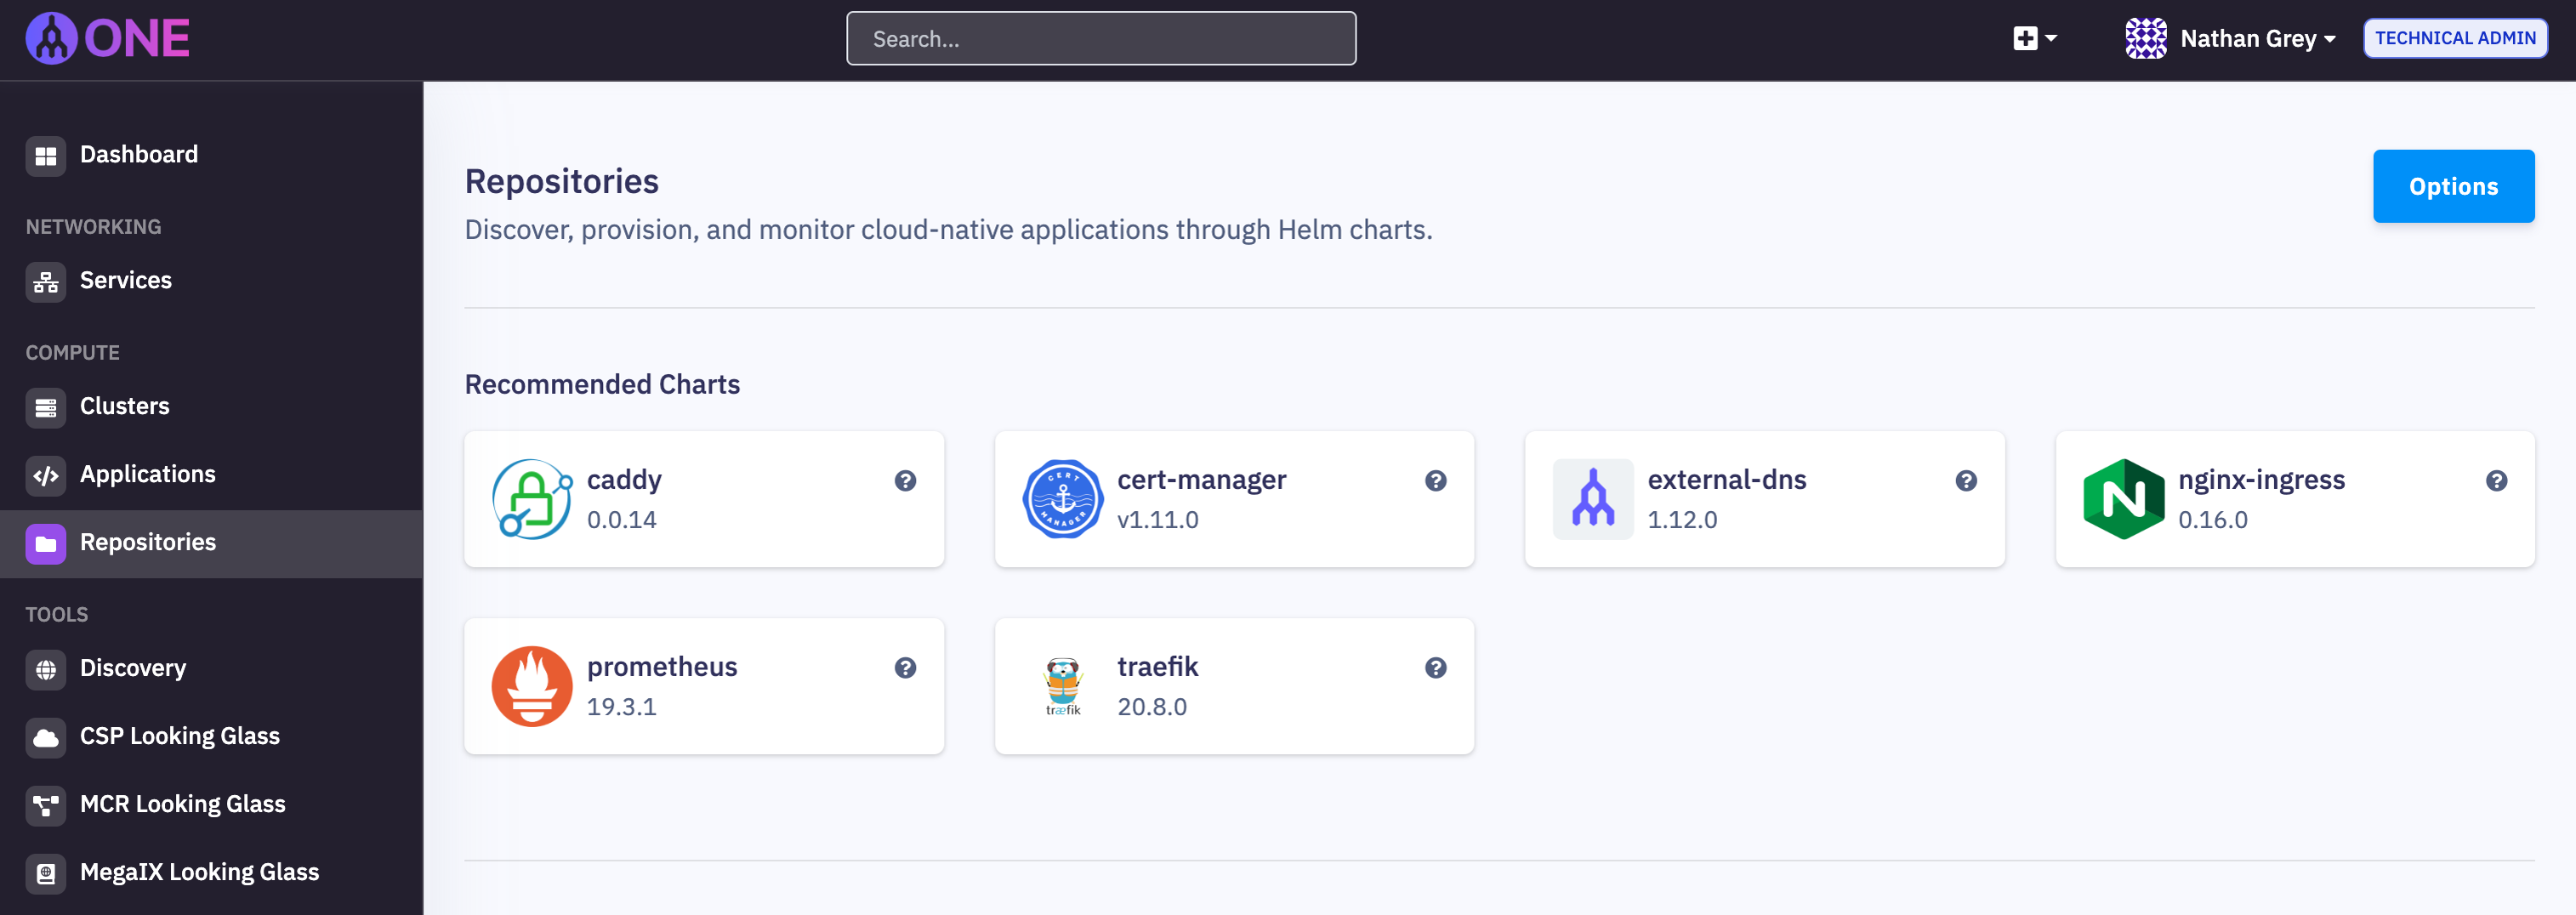 ONE
Search...
Nathan Grey
TECHNICAL ADMIN
Dashboard
NETWORKING
Services
COMPUTE
Clusters
Applications
Repositories
TOOLS
Discovery
CSP Looking Glass
MCR Looking Glass
MegaIX Looking Glass
Repositories
Discover, provision, and monitor cloud-native applications through Helm charts.
Options
Recommended Charts
caddy
0.0.14
CERT
MANAGER
cert-manager
v1.11.0
external-dns
1.12.0
N
nginx-ingress
0.16.0
prometheus
19.3.1
træfik
traefik
20.8.0